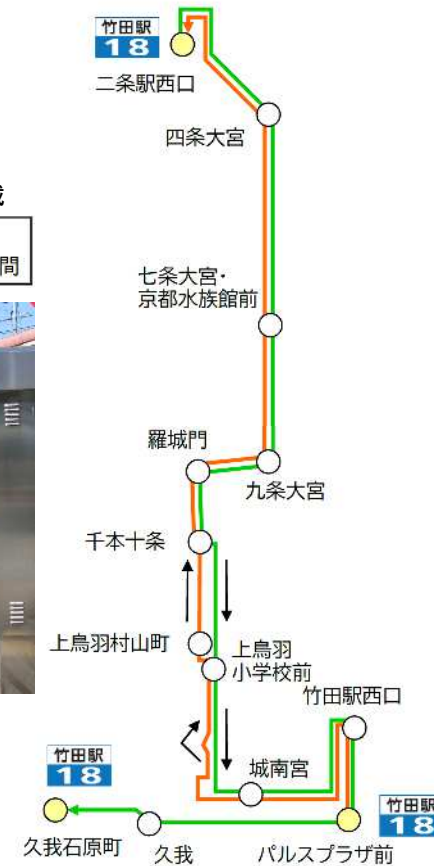 竹田駅
18
二条駅西口
四条大宮
七条大宮・
京都水族館前
間
羅城門
九条大宮
千本十条
上鳥羽村山町
上鳥羽
小学校前
竹田駅西口
竹田駅
18
城南宮
竹田駅
18
久我石原町
久我
パルスプラザ前